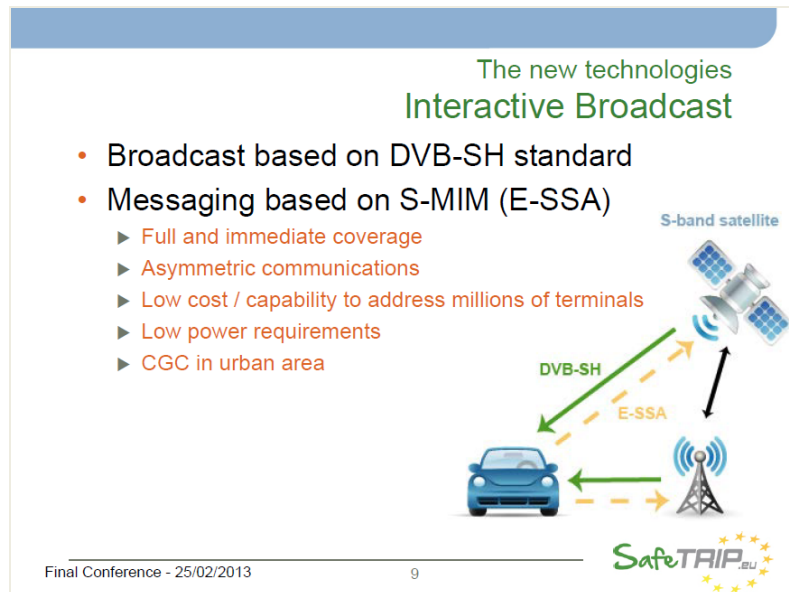 The new technologies
Interactive Broadcast
• Broadcast based on DVB-SH standard
• Messaging based on S-MIM (E-SSA)
► Full and immediate coverage
► Asymmetric communications
► Low cost / capability to address millions of terminals
► Low power requirements
► CGC in urban area
S-band satellite
DVB-SH
E-SSA
Final Conference - 25/02/2013
9
SafeTRIP.eu